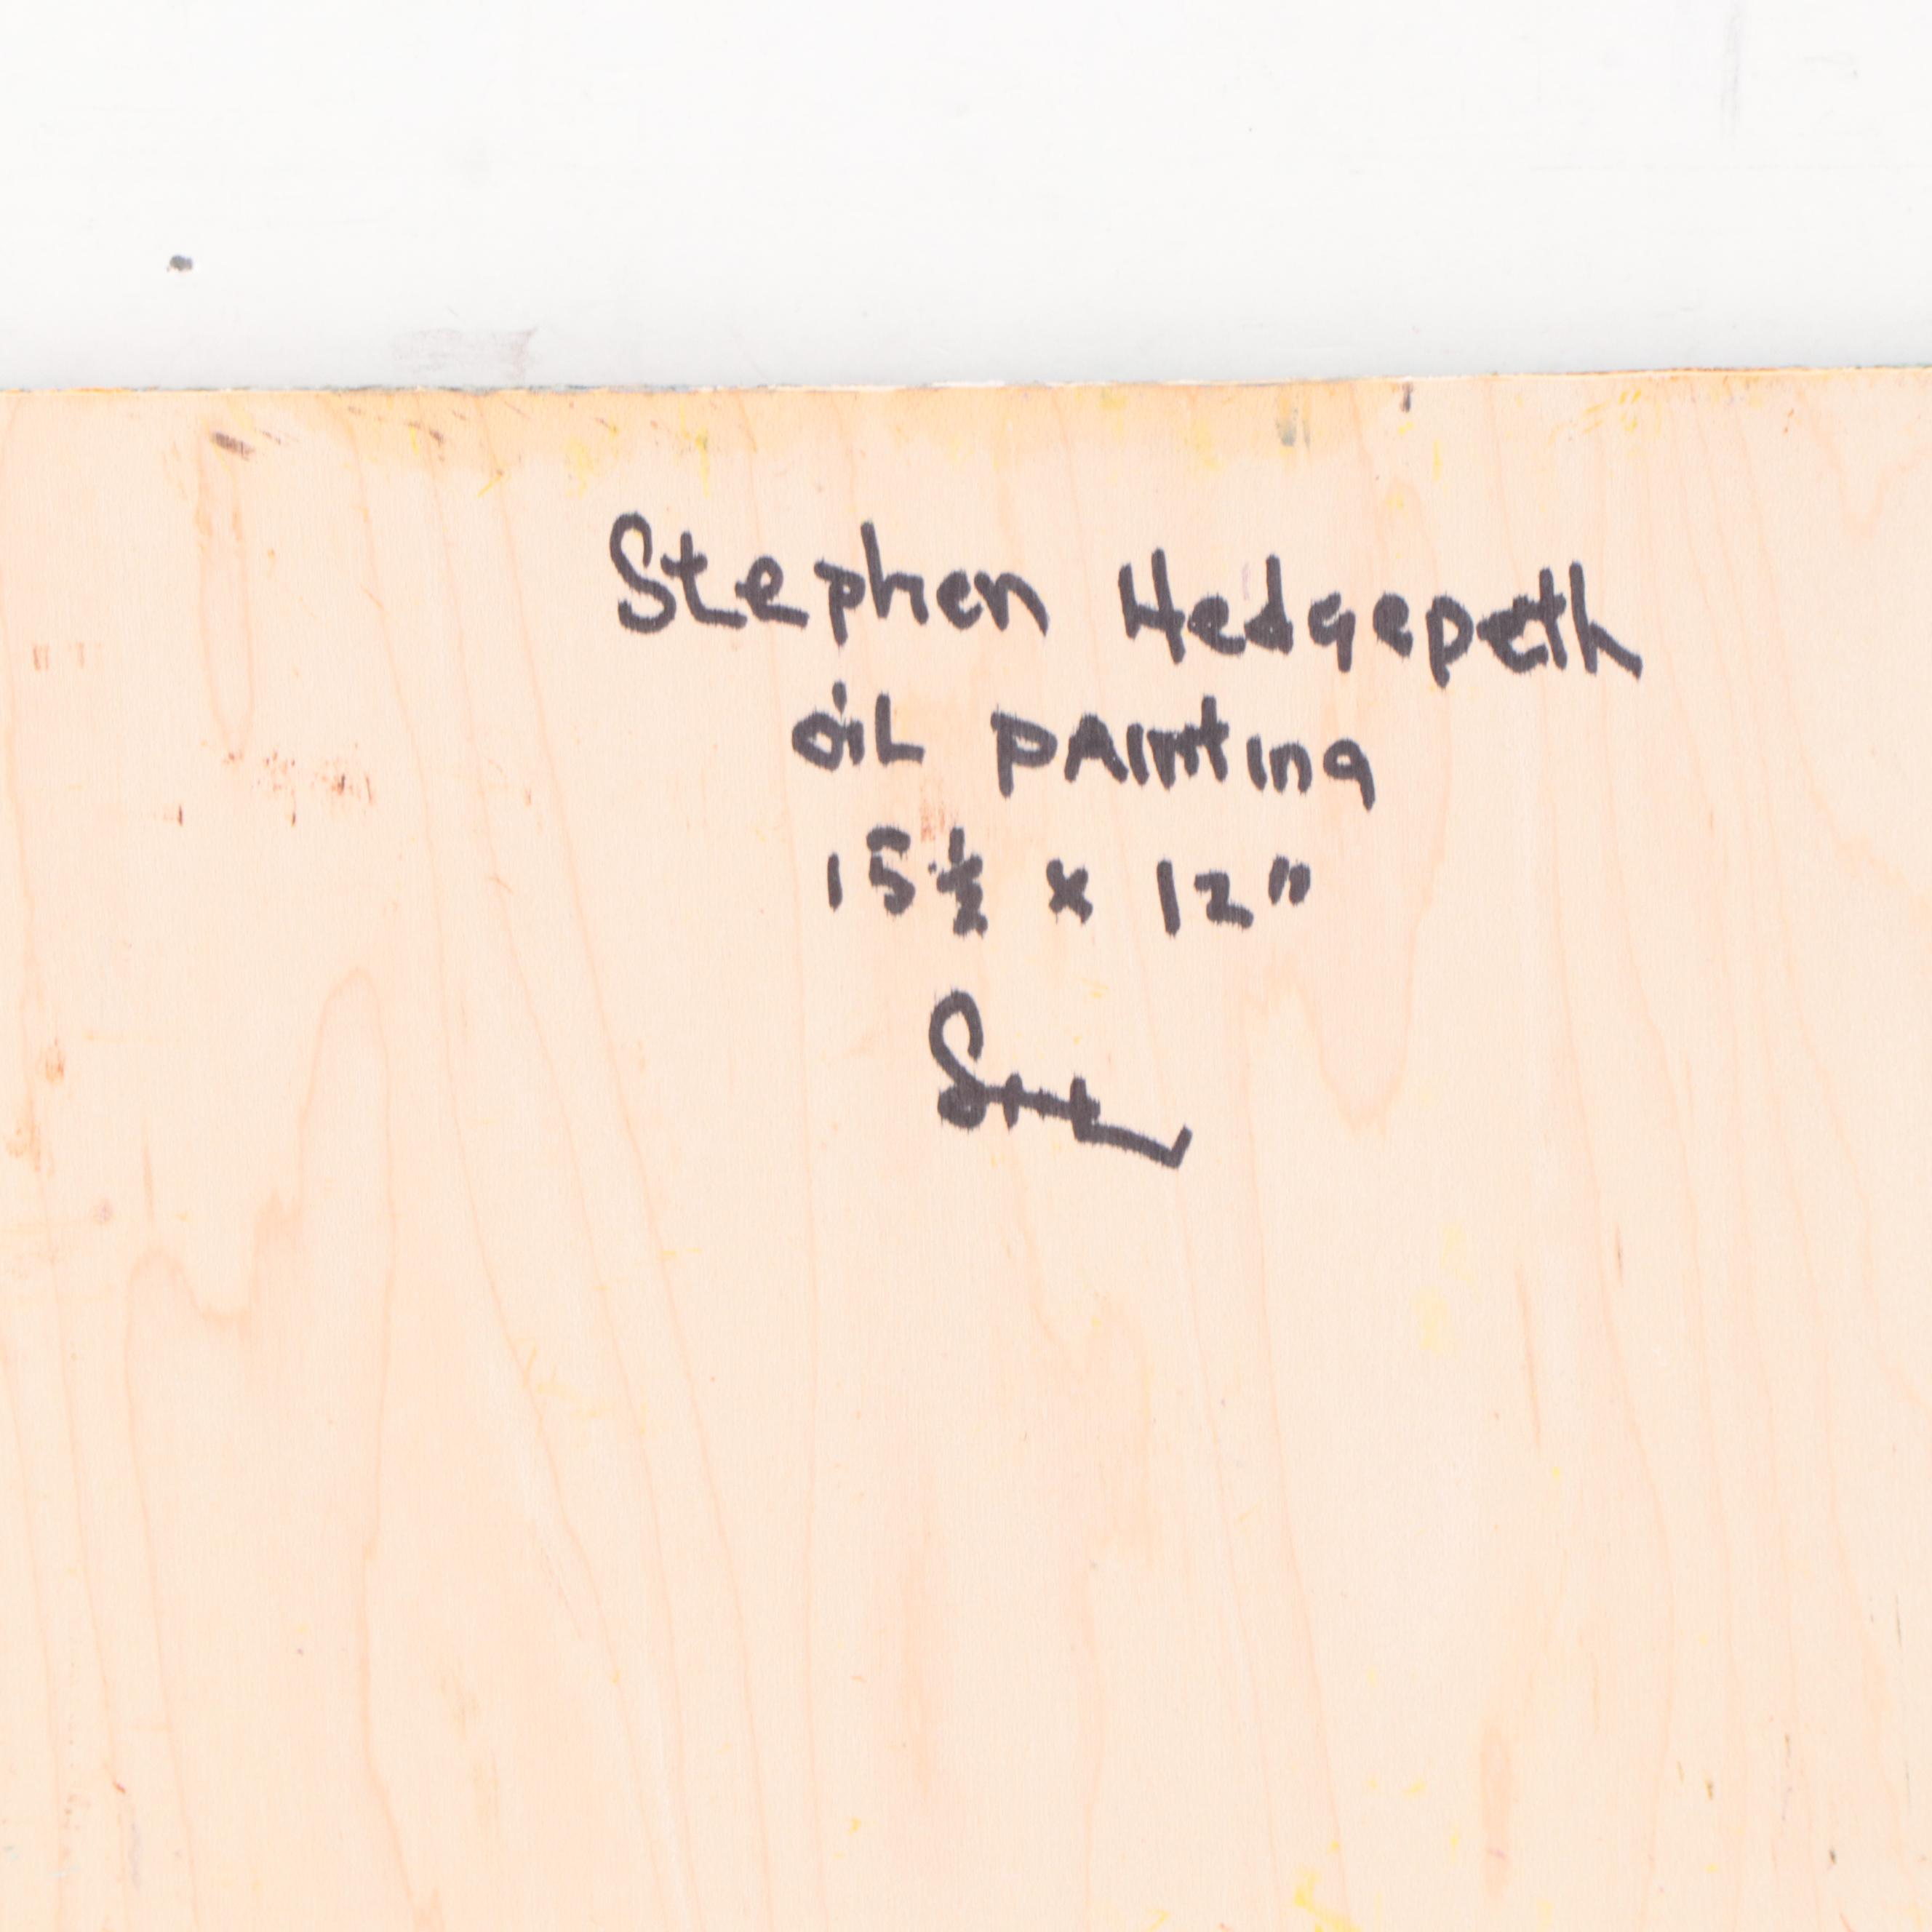 Stephen Hedgepeth
oiL pAinting
15½ x 12"